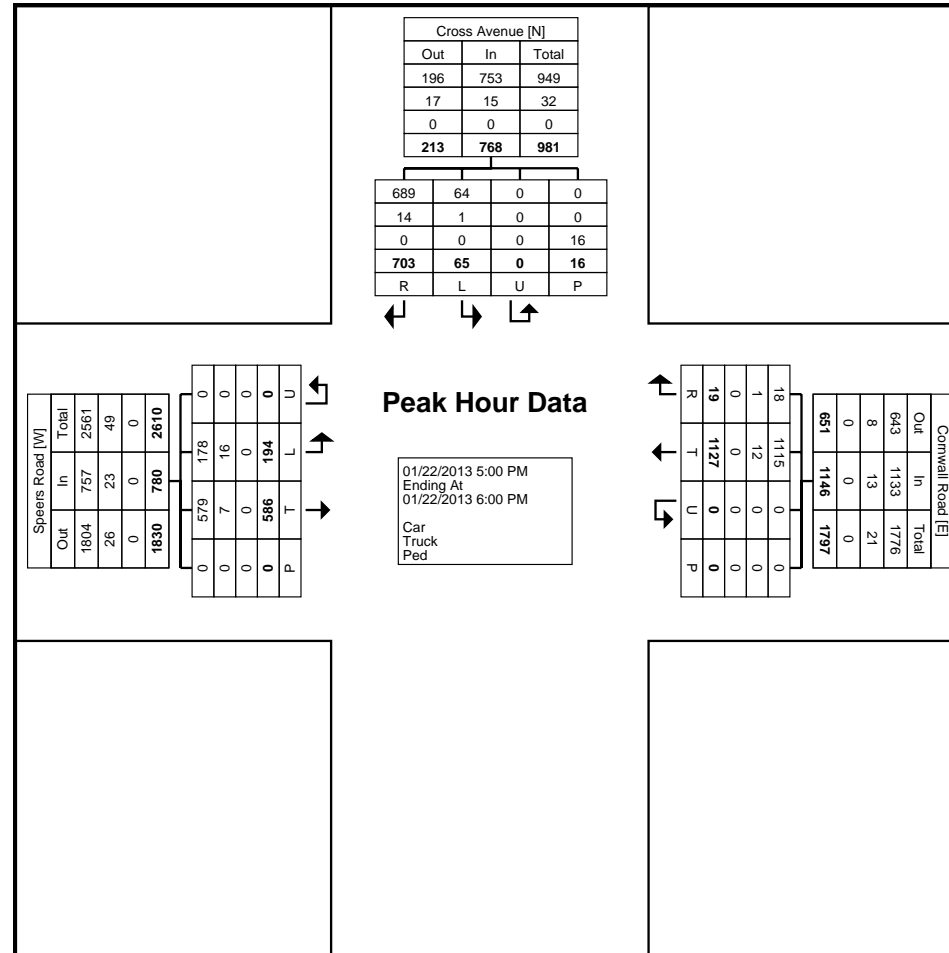 Cross Avenue [N]
Out In Total
196 753 949
17 15 32
0 0 0
213 768 981
689 64 0 0
14 1 0 0
0 0 0 16
703 65 0 16
R L U P
Peak Hour Data
01/22/2013 5:00 PM
Ending At
01/22/2013 6:00 PM
Car
Truck
Ped
Speers Road [W]
Out In Total
1804 757 2561
26 23 49
0 0 0
1830 780 2610
0 579 178 0
0 7 16 0
0 0 0 0
0 586 194 0
P T L U
Cornwall Road [E]
Out In Total
643 1133 1776
8 13 21
0 0 0
651 1146 1797
18 1115 0 0
1 12 0 0
0 0 0 0
19 1127 0 0
R T U P